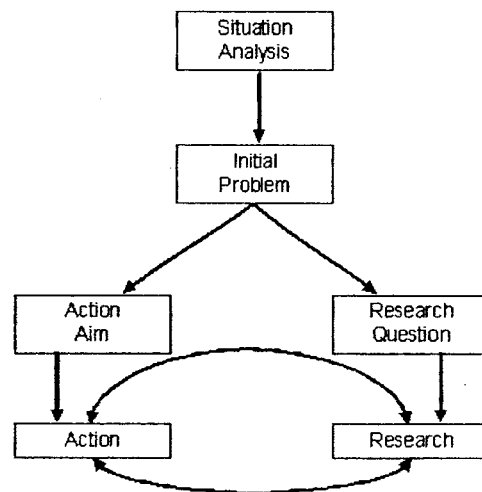 Situation
Analysis
Initial
Problem
Action
Aim
Research
Question
Action
Research